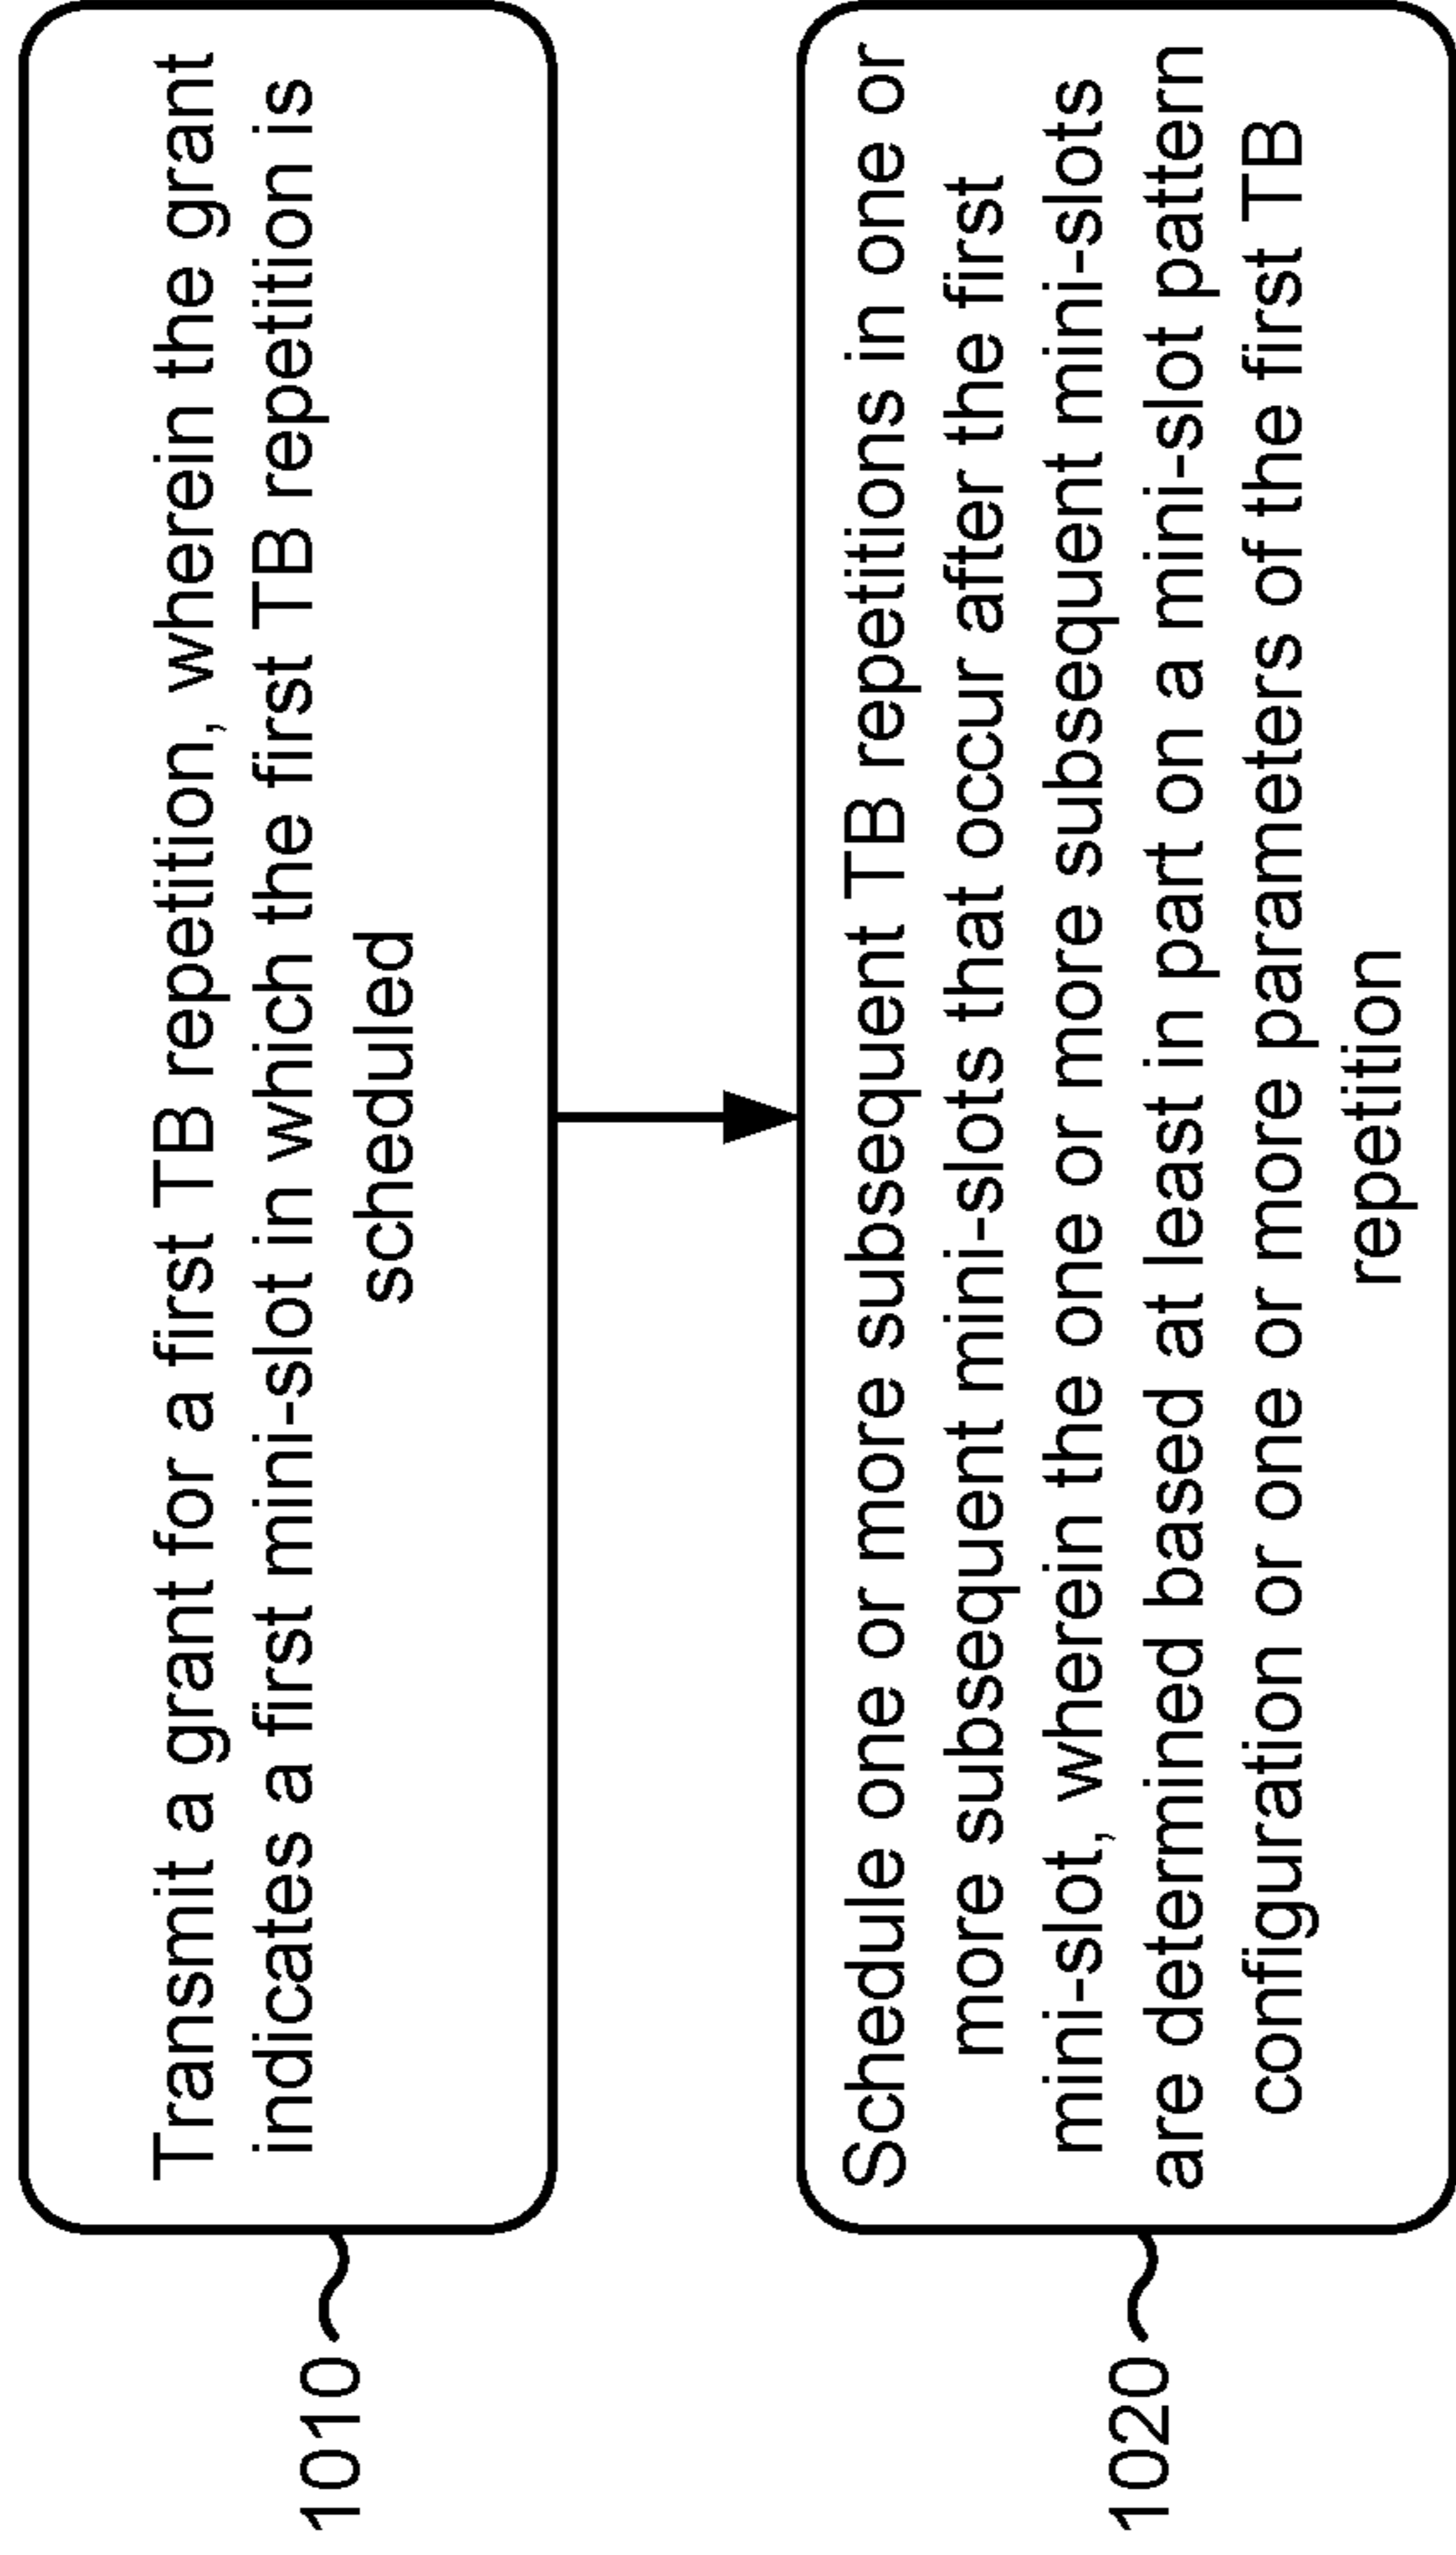 1010
Transmit a grant for a first TB repetition, wherein the grant
indicates a first mini-slot in which the first TB repetition is
scheduled
1020
Schedule one or more subsequent TB repetitions in one or
more subsequent mini-slots that occur after the first
mini-slot, wherein the one or more subsequent mini-slots
are determined based at least in part on a mini-slot pattern
configuration or one or more parameters of the first TB
repetition